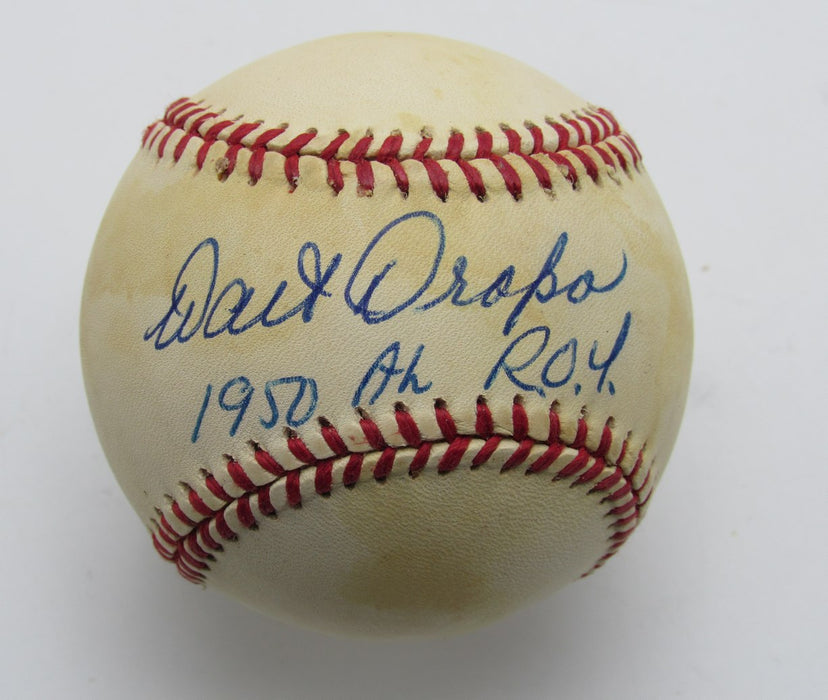 Walt Dropo
1950 AL R.O.Y.